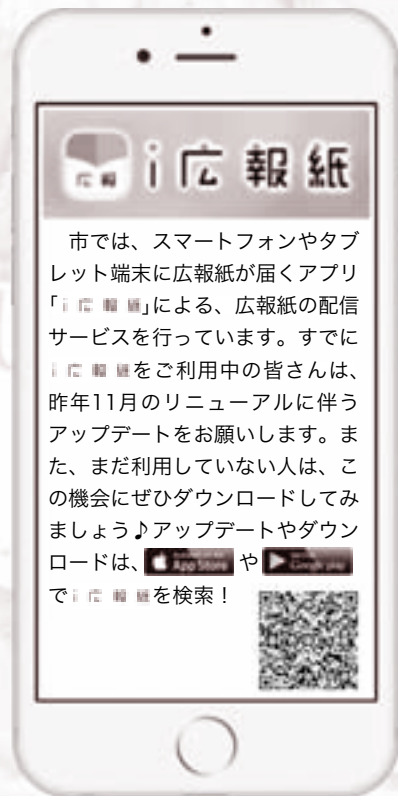 広報
i広報紙
市では、スマートフォンやタブ
レット端末に広報紙が届くアプリ
「i広報紙」による、広報紙の配信
サービスを行っています。すでに
i広報紙をご利用中の皆さんは、
昨年11月のリニューアルに伴う
アップデートをお願いします。ま
た、まだ利用していない人は、こ
の機会にぜひダウンロードしてみ
ましょう♪アップデートやダウン
ロードは、App Store や Google play
でi広報紙を検索！